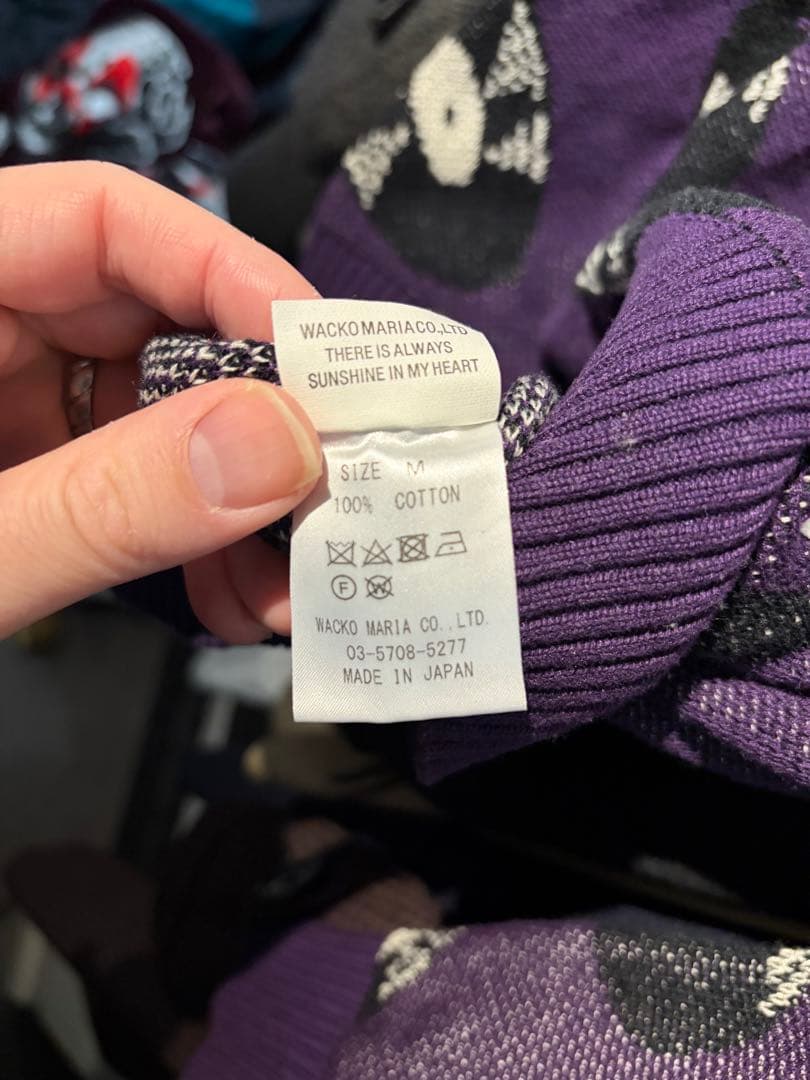 WACKO MARIA CO.,LTD
THERE IS ALWAYS
SUNSHINE IN MY HEART
SIZE M
100% COTTON
F W
WACKO MARIA CO.,LTD.
03-5708-5277
MADE IN JAPAN